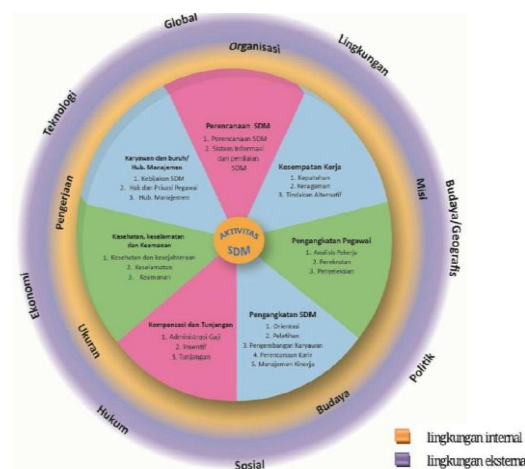 Global
Organisasi
Lingkungan
Teknologi
Perencanaan SDM
1. Perencanaan SDM
2. Sistem Informasi
dan penilaian
SDM
Karyawan dan buruh/
Hub. Manajemen
1. Kebijakan SDM
2. Hak dan Privasi Pegawai
3. Hub. Manajemen
Kosempatan Kerja
1. Kepatuhan
2. Keragaman
3. Tindakan Alternatif
Pengerjaan
Misi
Budaya/Geografis
AKTIVITAS
SDM
Kesehatan, keselamatan
dan Keamanan
1. Kesehatan dan kesejahteraan
2. Keselamatan
3. Keamanan
Pengangkatan Pegawai
1. Analisis Pekerja
2. Perekrutan
3. Penyeleksian
Ekonomi
Ukuran
Kompensasi dan Tunjangan
1. Administrasi Gaji
2. Insentif
3. Tunjangan
Pengangkatan SDM
1. Orientasi
2. Pelatihan
3. Pengembangan Karyawan
4. Perencanaan Karir
5. Manajemen Kinerja
Politik
Budaya
Hukum
Sosial
lingkungan internal
lingkungan eksterna